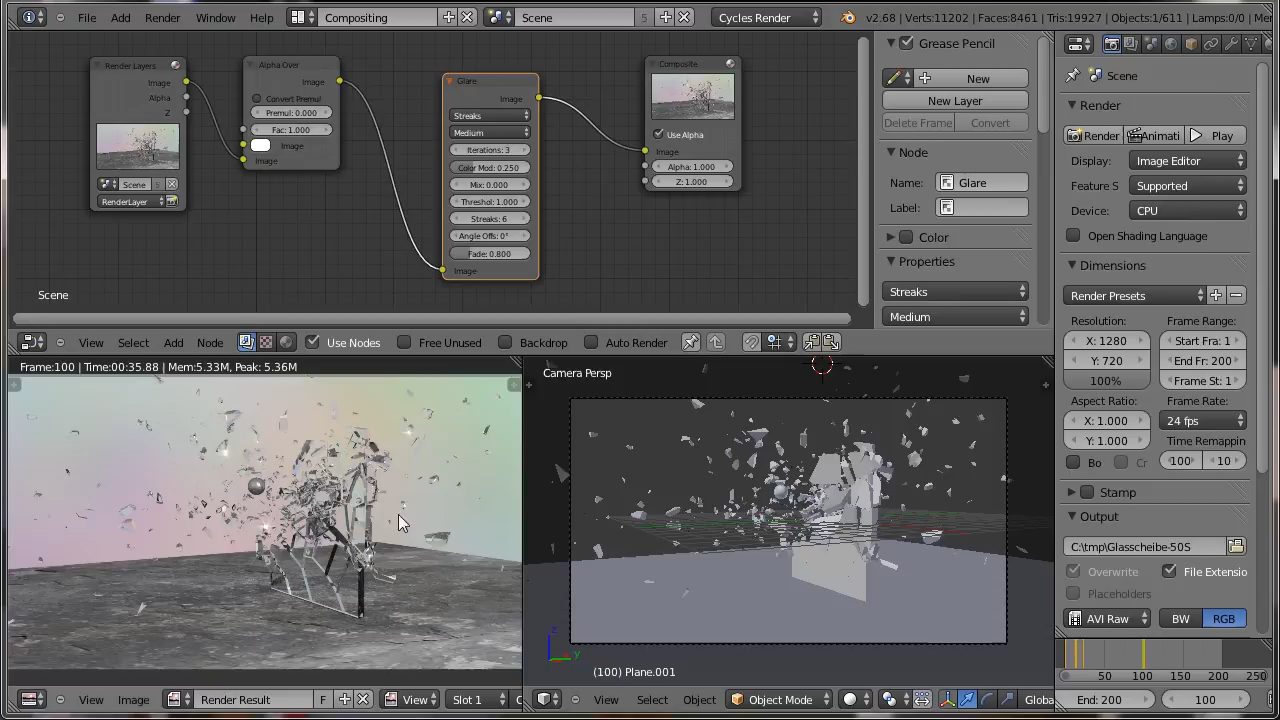 File Add Render Window Help Compositing Scene 5 Cycles Render v2.68 | Verts:11202 | Faces:8461 | Tris:19927 | Objects:1/611 | Lamps:0/0 | Mer
Render Layers
Image
Alpha
Z
Scene 5
RenderLayer
Alpha Over
Image
Convert Premul
Premul: 0.000
Fac: 1.000
Image
Image
Glare
Image
Streaks
Medium
Iterations: 3
Color Mod: 0.250
Mix: 0.000
Threshol: 1.000
Streaks: 6
Angle Offs: 0°
Fade: 0.800
Image
Composite
Use Alpha
Image
Alpha: 1.000
Z: 1.000
Scene
Grease Pencil
New
New Layer
Delete Frame Convert
Node
Name: Glare
Label:
Color
Properties
Streaks
Medium
View Select Add Node Use Nodes Free Unused Backdrop Auto Render
Scene
Render
Render Animati Play
Display: Image Editor
Feature S Supported
Device: CPU
Open Shading Language
Dimensions
Render Presets
Resolution: Frame Range:
X: 1280 Start Fra: 1
Y: 720 End Fr: 200
100% Frame St: 1
Aspect Ratio: Frame Rate:
X: 1.000 24 fps
Y: 1.000 Time Remappin
Bo Cr 100 10
Stamp
Output
C:\tmp\Glasscheibe-50S
Overwrite File Extensio
Placeholders
AVI Raw BW RGB
Frame:100 | Time:00:35.88 | Mem:5.33M, Peak: 5.36M
View Image Render Result F View Slot 1
Camera Persp
z
y
(100) Plane.001
View Select Object Object Mode Globa
50 100 150 200 250
End: 200 100